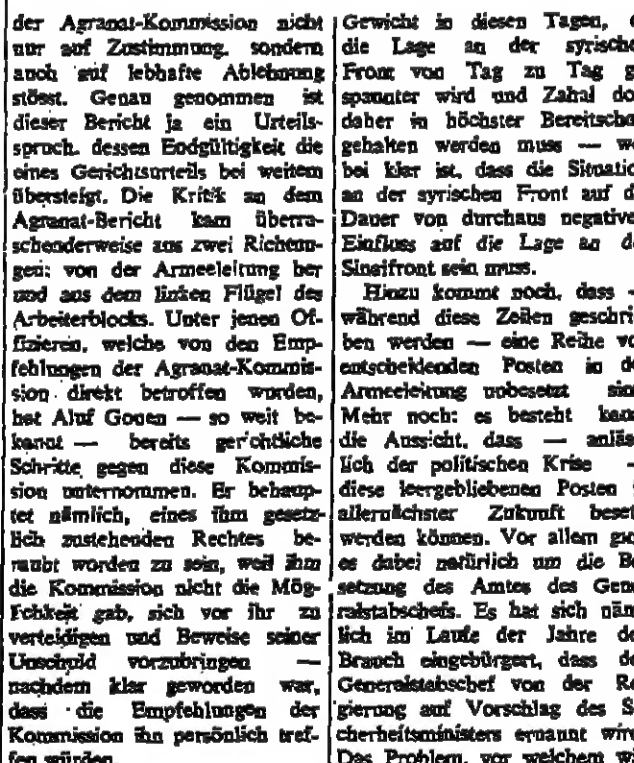 der Agranat-Kommission nicht
nur auf Zustimmung, sondern
auch auf lebhafte Ablehnung
stösst. Genau genommen ist
dieser Bericht ja ein Urteils-
spruch, dessen Endgültigkeit die
eines Gerichtsurteils bei weitem
übersteigt. Die Kritik an dem
Agranat-Bericht kam überra-
schenderweise aus zwei Richtun-
gen: von der Armeeleitung her
und aus dem linken Flügel des
Arbeiterblocks. Unter jenen Of-
fizieren, welche von den Emp-
fehlungen der Agranat-Kommis-
sion direkt betroffen wurden,
hat Aluf Gonen — so weit be-
kannt — bereits gerichtliche
Schritte gegen diese Kommis-
sion unternommen. Er behaup-
tet nämlich, eines ihm gesetz-
lich zustehenden Rechtes be-
raubt worden zu sein, weil ihm
die Kommission nicht die Mög-
lichkeit gab, sich vor ihr zu
verteidigen und Beweise seiner
Unschuld vorzubringen —
nachdem klar geworden war,
dass die Empfehlungen der
Kommission ihn persönlich tref-
fen würden.
Gewicht in diesen Tagen,
die Lage an der syrische
Front von Tag zu Tag g
spannter wird und Zahal do
daher in höchster Bereitscha
gehalten werden muss — w
bei klar ist, dass die Situatio
an der syrischen Front auf d
Dauer von durchaus negative
Einfluss auf die Lage an d
Sinaifront sein muss.
Hinzu kommt noch, dass —
während diese Zeilen geschri
ben werden — eine Reihe vo
entscheidenden Posten in d
Armeeleitung unbesetzt sin
Mehr noch: es besteht kau
die Aussicht, dass — anläs
lich der politischen Krise —
diese leergebliebenen Posten
allernächster Zukunft beset
werden können. Vor allem g
es dabei natürlich um die Be
setzung des Amtes des Gene
ralstabschefs. Es hat sich näm
lich im Laufe der Jahre de
Brauch eingebürgert, dass de
Generalstabschef von der Re
gierung auf Vorschlag des Si
cherheitsministers ernannt wir
Das Problem, vor welchem wi